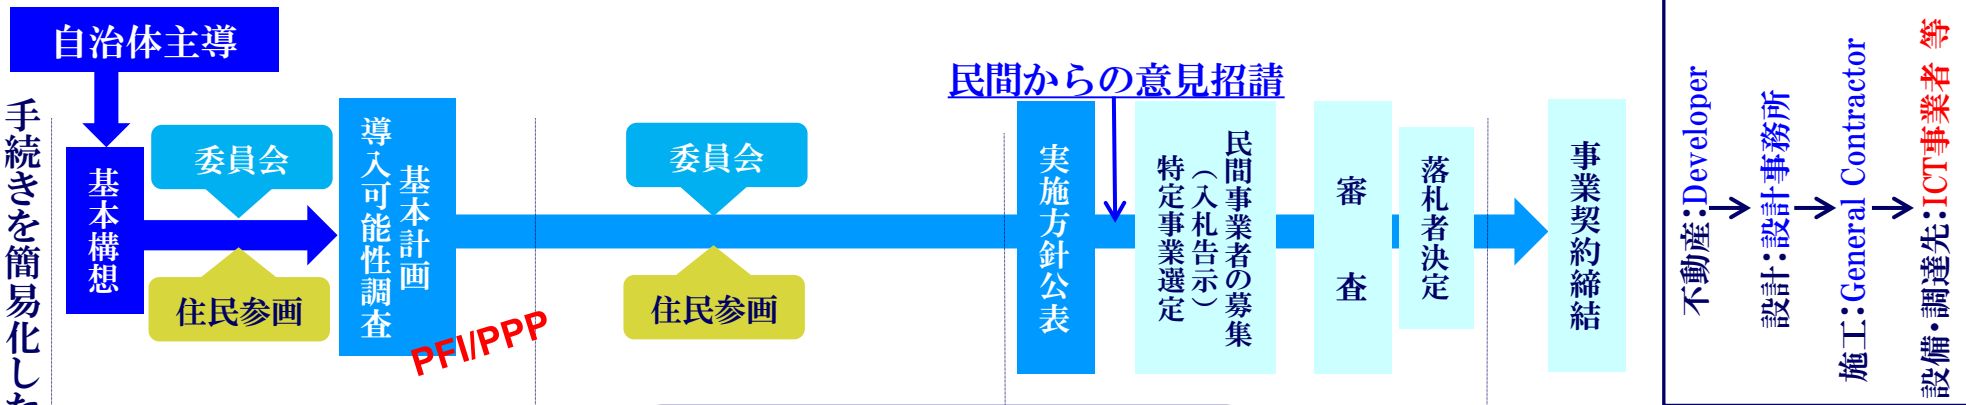 自治体主導
手続きを簡易化した
基本構想
委員会
住民参画
基本計画
導入可能性調査
PFI/PPP
委員会
住民参画
民間からの意見招請
実施方針公表
民間事業者の募集
（入札告示）
特定事業選定
審査
落札者決定
事業契約締結
不動産:Developer
設計:設計事務所
施工:General Contractor
設備・調達先:ICT事業者 等